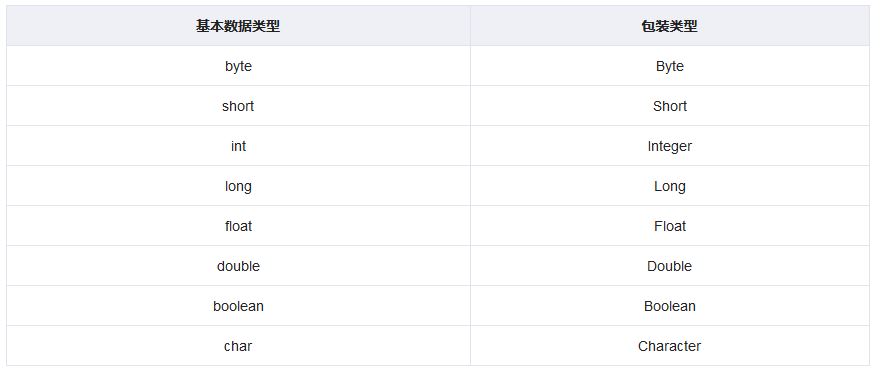 基本数据类型 包装类型
byte Byte
short Short
int Integer
long Long
float Float
double Double
boolean Boolean
char Character